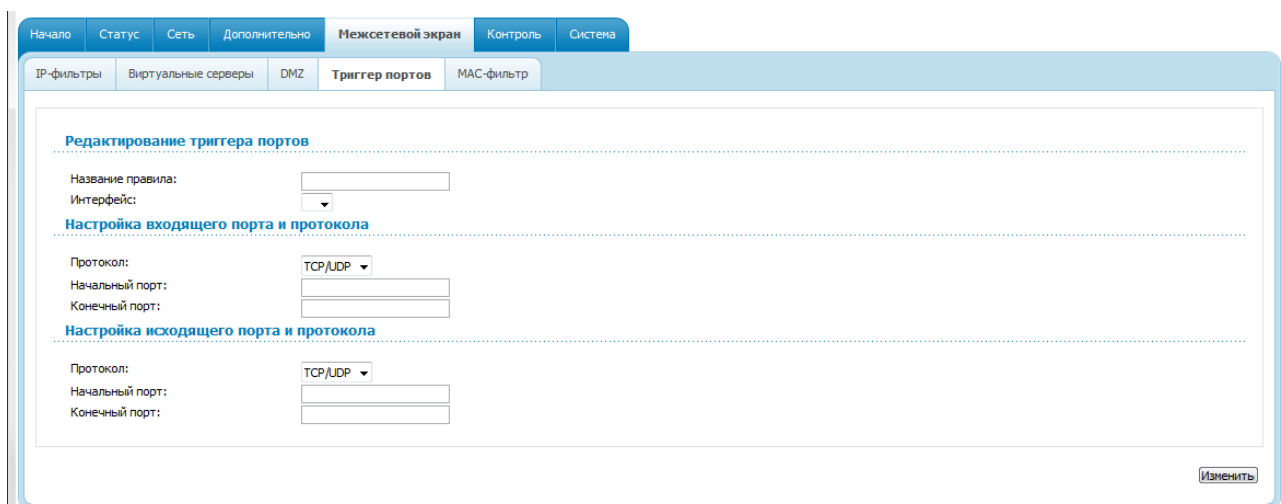 Начало Статус Сеть Дополнительно Межсетевой экран Контроль Система
IP-фильтры Виртуальные серверы DMZ Триггер портов MAC-фильтр
Редактирование триггера портов
Название правила:
Интерфейс:
Настройка входящего порта и протокола
Протокол: TCP/UDP
Начальный порт:
Конечный порт:
Настройка исходящего порта и протокола
Протокол: TCP/UDP
Начальный порт:
Конечный порт:
Изменить